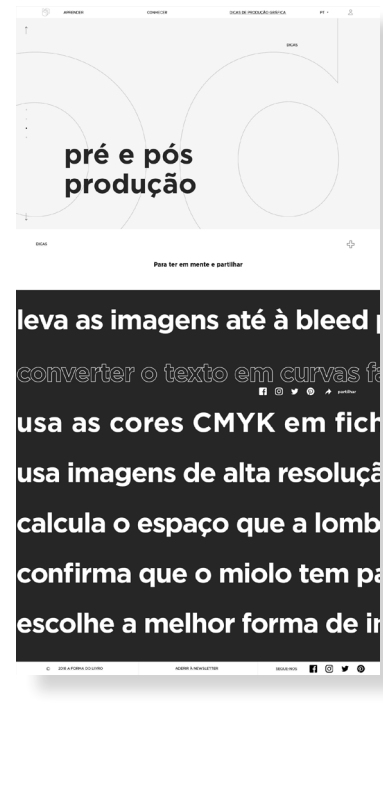 APRENDER CONHECER DICAS DE PRODUÇÃO GRÁFICA PT
DICAS
pré e pós
produção
DICAS
Para ter em mente e partilhar
leva as imagens até à bleed
converter o texto em curvas fa
partilhar
usa as cores CMYK em fich
usa imagens de alta resoluçã
calcula o espaço que a lomb
confirma que o miolo tem pa
escolhe a melhor forma de in
© 2018 A FORMA DO LIVRO ADERIR À NEWSLETTER SEGUE-NOS